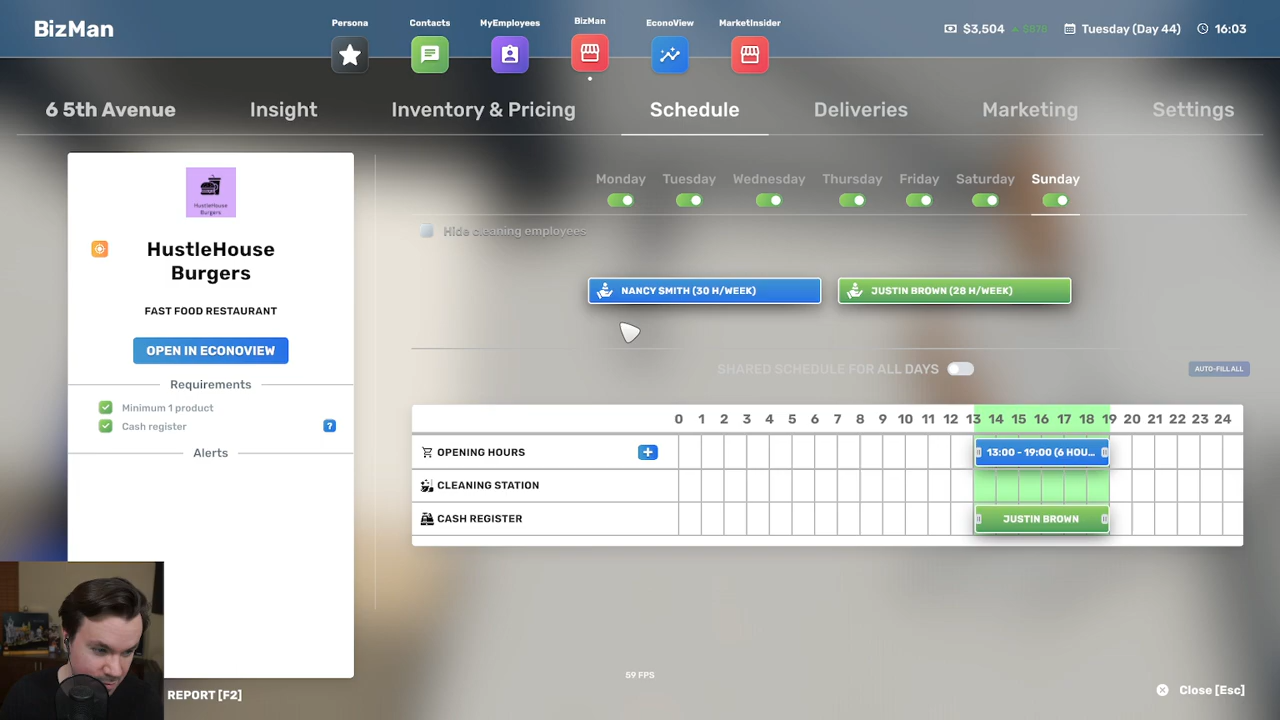 BizMan
Persona
Contacts
MyEmployees
BizMan
EconoView
MarketInsider
$3,504 ▲ $878
Tuesday (Day 44)
16:03
6 5th Avenue
Insight
Inventory & Pricing
Schedule
Deliveries
Marketing
Settings
HustleHouse
Burgers
HustleHouse
Burgers
FAST FOOD RESTAURANT
OPEN IN ECONOVIEW
Requirements
Minimum 1 product
Cash register
?
Alerts
Monday Tuesday Wednesday Thursday Friday Saturday Sunday
Hide cleaning employees
NANCY SMITH (30 H/WEEK)
JUSTIN BROWN (28 H/WEEK)
SHARED SCHEDULE FOR ALL DAYS
AUTO-FILL ALL
0 1 2 3 4 5 6 7 8 9 10 11 12 13 14 15 16 17 18 19 20 21 22 23 24
OPENING HOURS
13:00 - 19:00 (6 HOU...
CLEANING STATION
CASH REGISTER
JUSTIN BROWN
59 FPS
REPORT [F2]
Close [Esc]